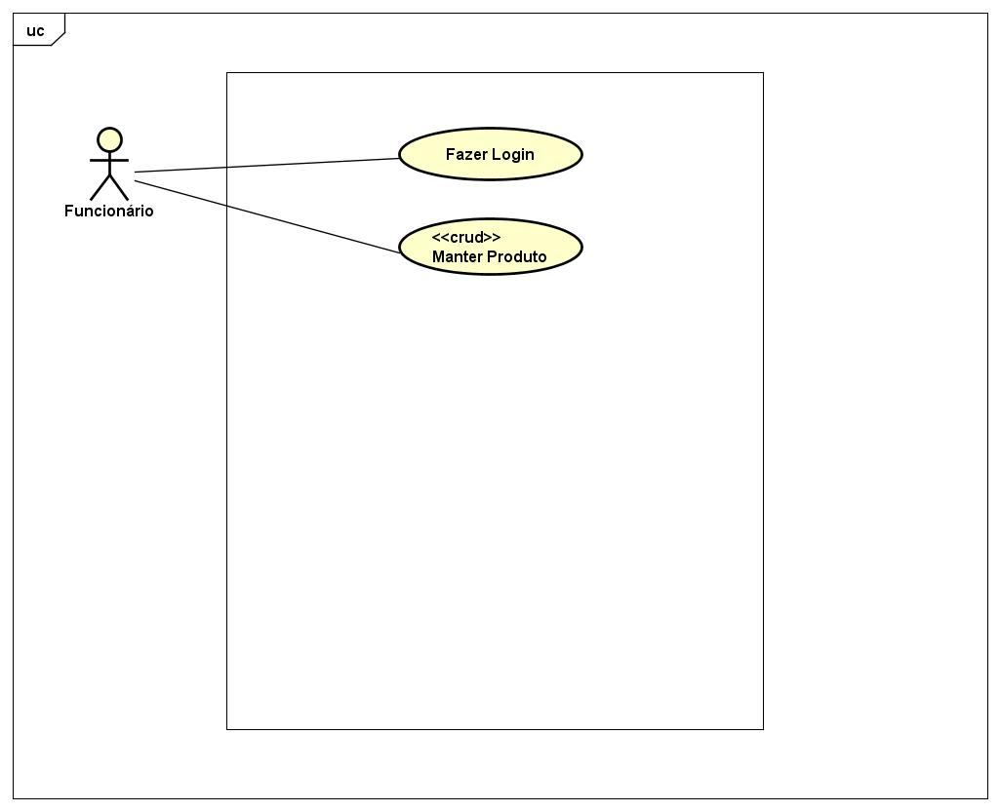 uc
Fazer Login
Funcionário
<<crud>>
Manter Produto